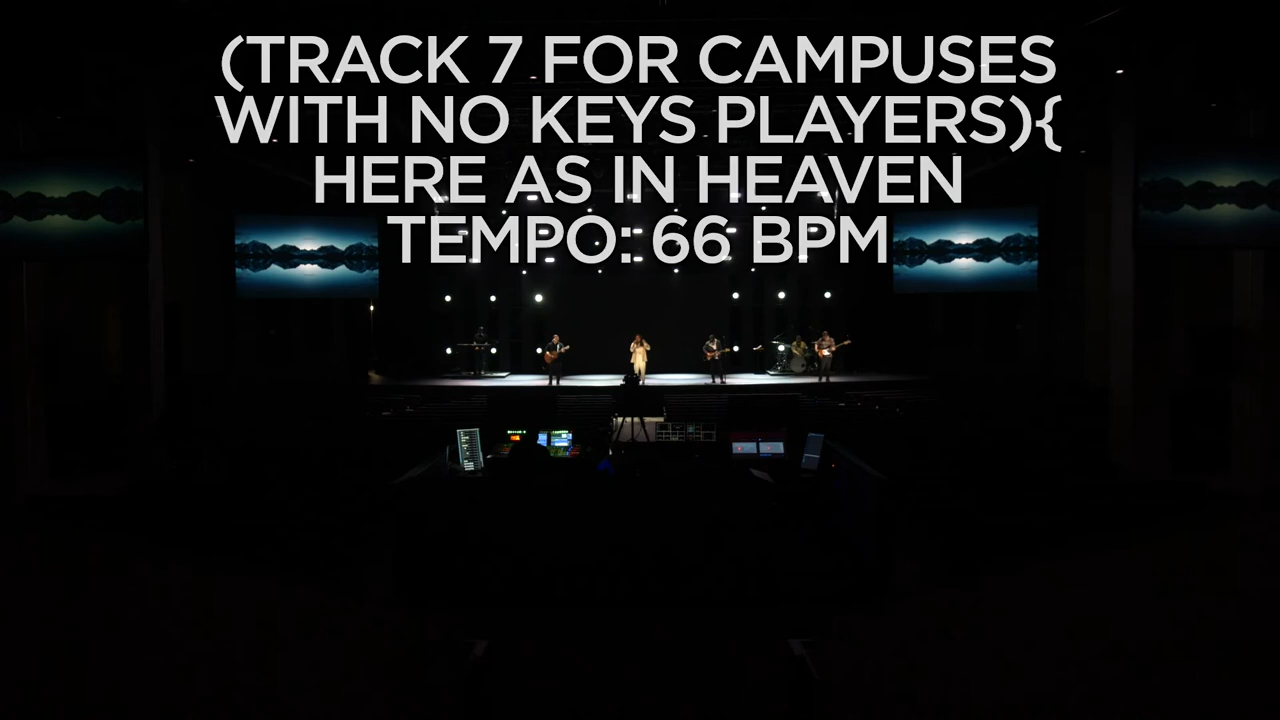 (TRACK 7 FOR CAMPUSES
WITH NO KEYS PLAYERS){
HERE AS IN HEAVEN
TEMPO: 66 BPM